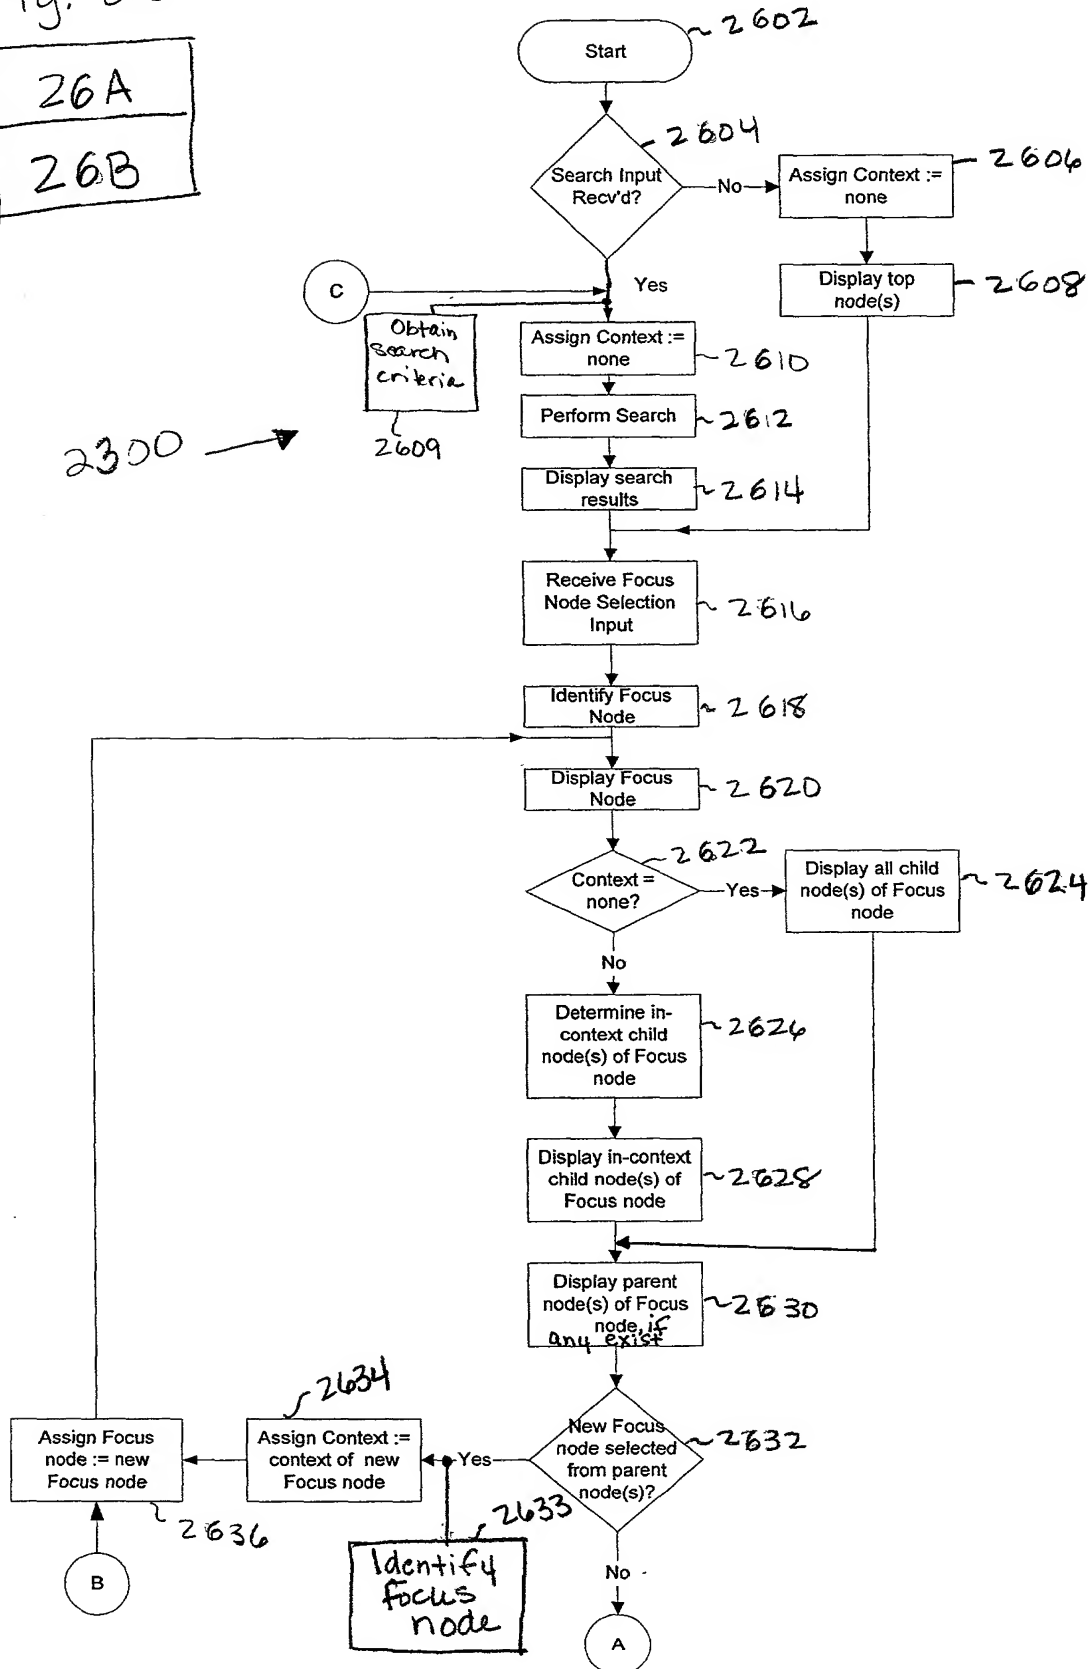 26A
26B
Start
2602
2604
Search Input
Recv'd?
No
Assign Context :=
none
2606
Display top
node(s)
2608
C
Yes
Obtain
search
criteria
2609
Assign Context :=
none
2610
2300
Perform Search
2612
Display search
results
2614
Receive Focus
Node Selection
Input
2616
Identify Focus
Node
2618
Display Focus
Node
2620
2622
Context =
none?
Yes
Display all child
node(s) of Focus
node
2624
No
Determine in-
context child
node(s) of Focus
node
2626
Display in-context
child node(s) of
Focus node
2628
Display parent
node(s) of Focus
node, if
any exist
2630
New Focus
node selected
from parent
node(s)?
2632
Yes
2634
Assign Context :=
context of new
Focus node
Assign Focus
node := new
Focus node
2636
B
2633
Identify
focus
node
No
A